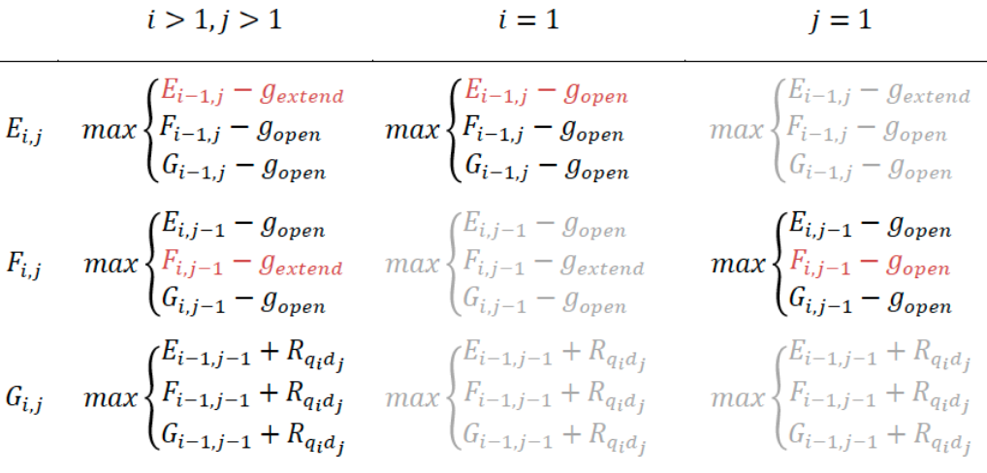 i > 1, j > 1 i = 1 j = 1
E_{i−1,j} − g_{extend} E_{i−1,j} − g_{open} E_{i−1,j} − g_{extend}
E_{i,j} max { F_{i−1,j} − g_{open} max { F_{i−1,j} − g_{open} max { F_{i−1,j} − g_{open}
G_{i−1,j} − g_{open} G_{i−1,j} − g_{open} G_{i−1,j} − g_{open}
E_{i,j−1} − g_{open} E_{i,j−1} − g_{open} E_{i,j−1} − g_{open}
F_{i,j} max { F_{i,j−1} − g_{extend} max { F_{i,j−1} − g_{extend} max { F_{i,j−1} − g_{open}
G_{i,j−1} − g_{open} G_{i,j−1} − g_{open} G_{i,j−1} − g_{open}
E_{i−1,j−1} + R_{q_i d_j} E_{i−1,j−1} + R_{q_i d_j} E_{i−1,j−1} + R_{q_i d_j}
G_{i,j} max { F_{i−1,j−1} + R_{q_i d_j} max { F_{i−1,j−1} + R_{q_i d_j} max { F_{i−1,j−1} + R_{q_i d_j}
G_{i−1,j−1} + R_{q_i d_j} G_{i−1,j−1} + R_{q_i d_j} G_{i−1,j−1} + R_{q_i d_j}